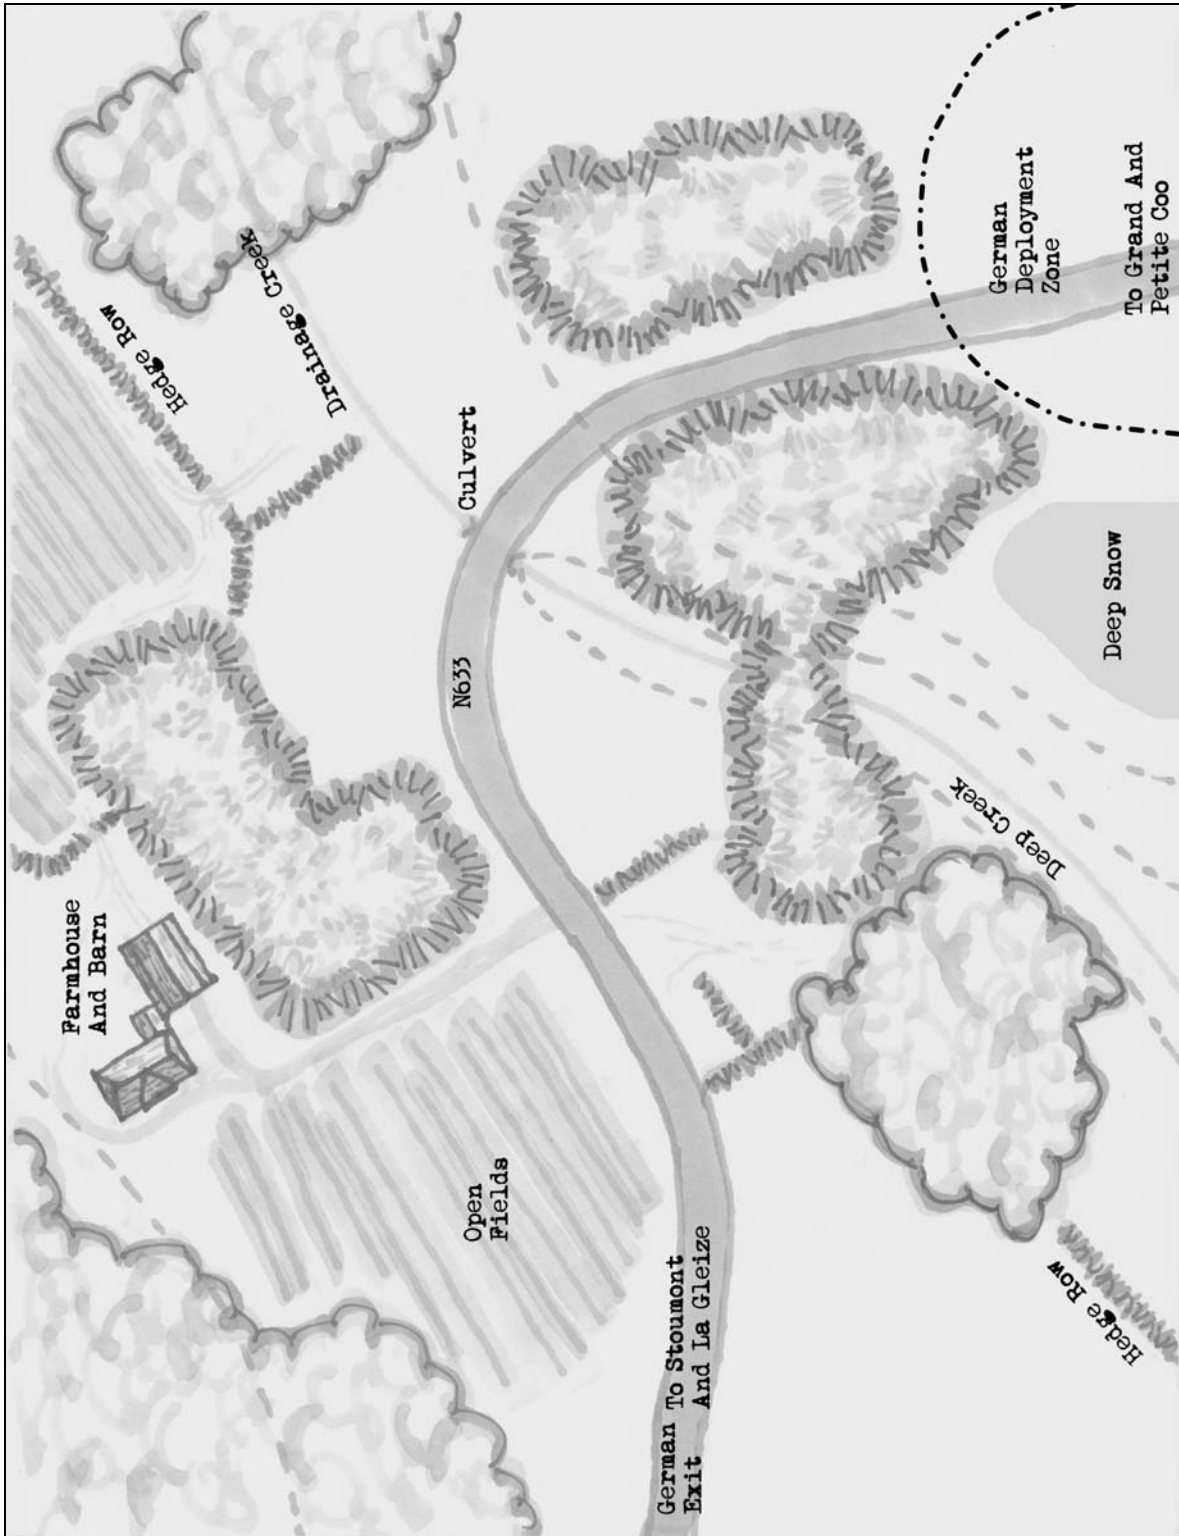 Farmhouse
And Barn
Hedge Row
Drainage Creek
Open
Fields
N633
Culvert
German
Exit
To Stoumont
And La Gleize
Deep Creek
German
Deployment
Zone
Hedge Row
Deep Snow
To Grand And
Petite Coo